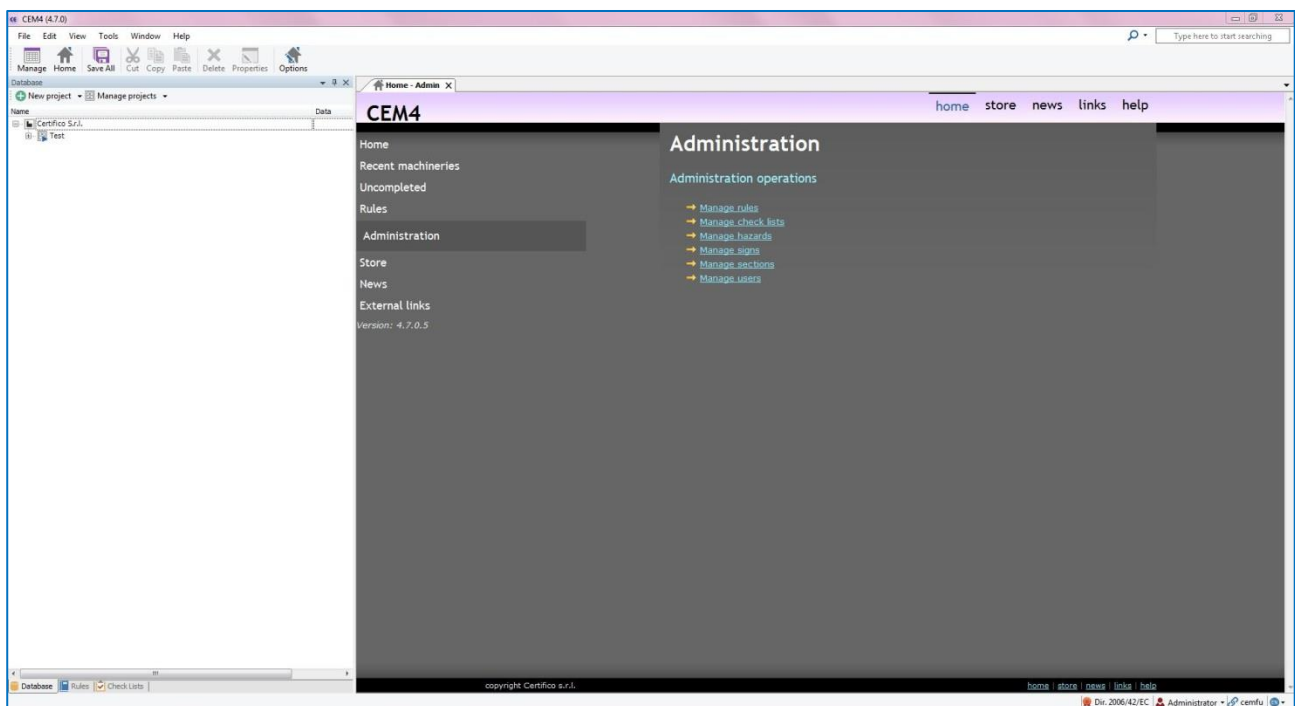 CEM4 (4.7.0)
File Edit View Tools Window Help
Type here to start searching
Manage Home Save All Cut Copy Paste Delete Properties Options
Database
Home - Admin X
New project Manage projects
Name Data
Certifico S.r.l.
Test
CEM4
home store news links help
Home
Recent machineries
Uncompleted
Rules
Administration
Store
News
External links
Version: 4.7.0.5
Administration
Administration operations
Manage rules
Manage check lists
Manage hazards
Manage signs
Manage sections
Manage users
copyright Certifico s.r.l.
home | store | news | links | help
Database Rules Check Lists
Dir. 2006/42/EC Administrator cemfu